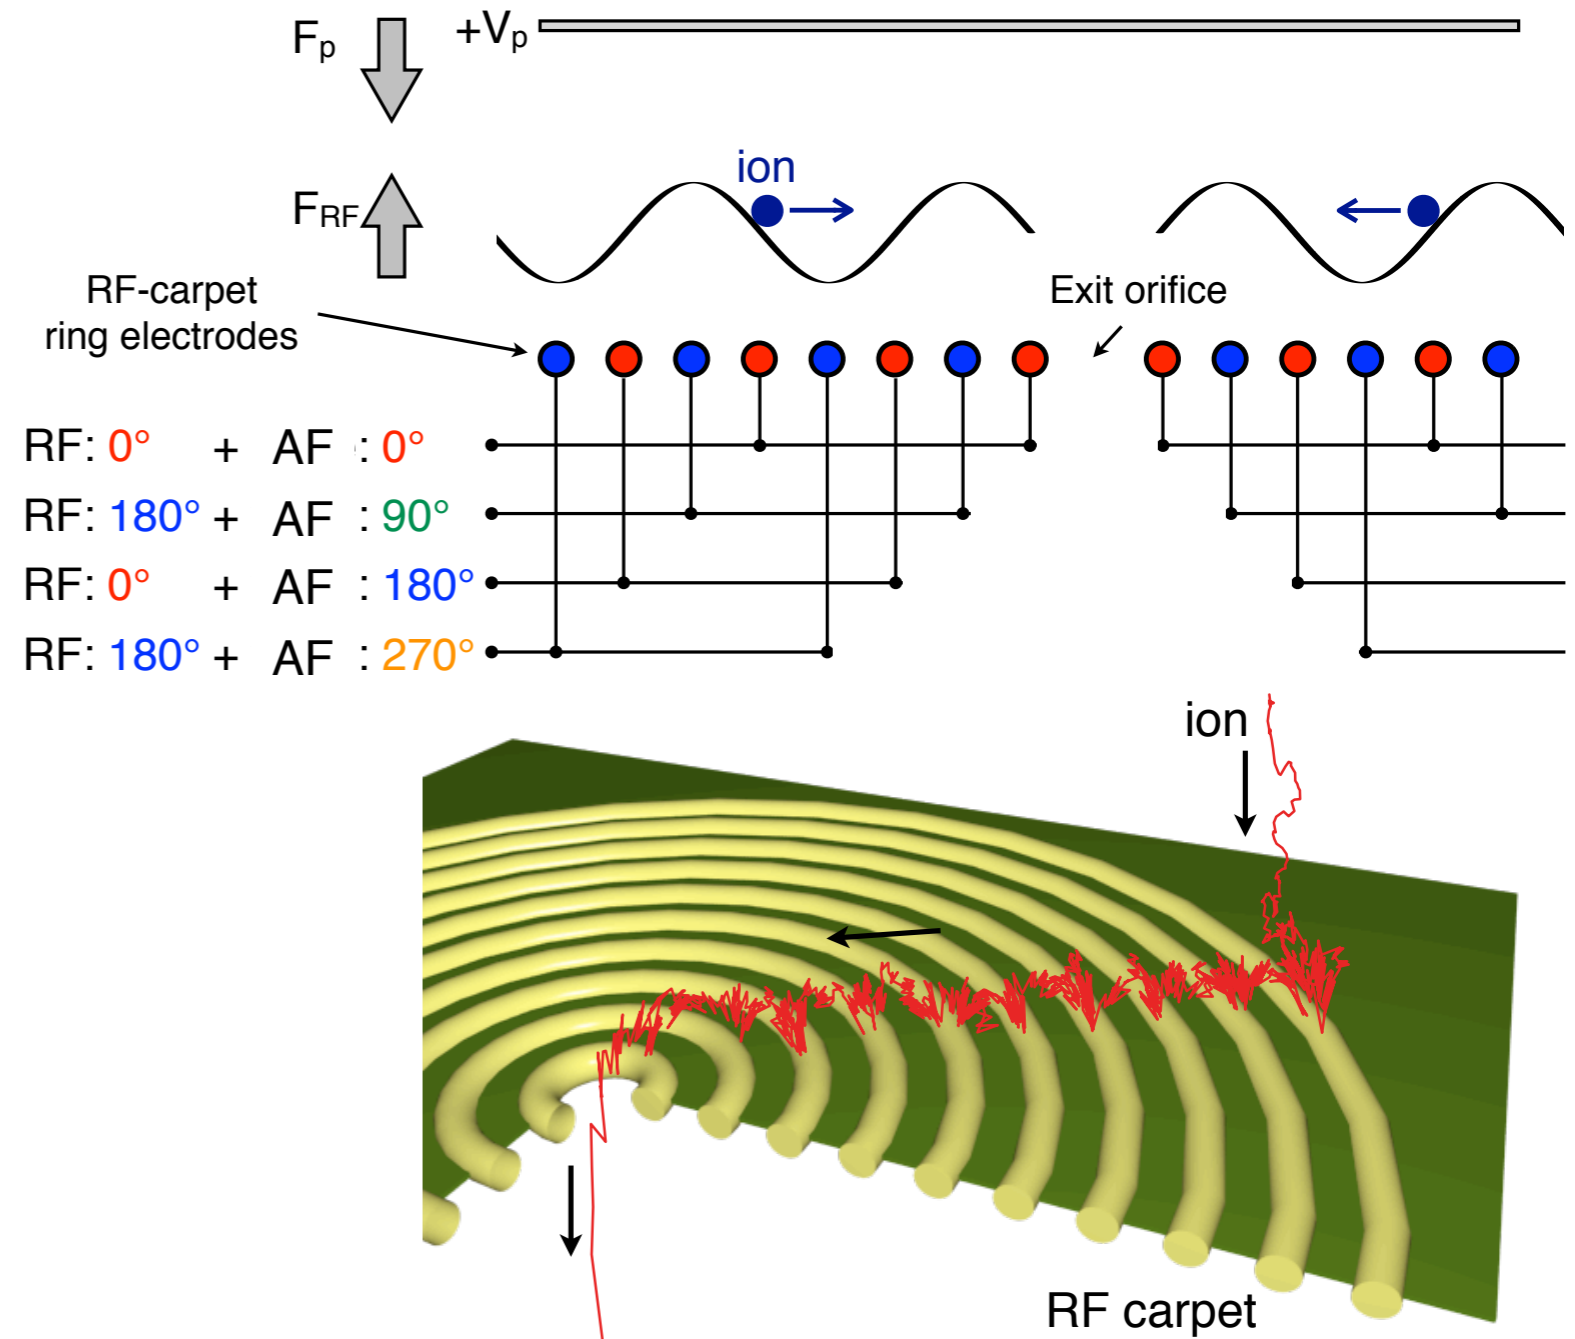 Fp
+Vp
ion
FRF
RF-carpet
ring electrodes
Exit orifice
RF: 0° + AF : 0°
RF: 180° + AF : 90°
RF: 0° + AF : 180°
RF: 180° + AF : 270°
ion
RF carpet